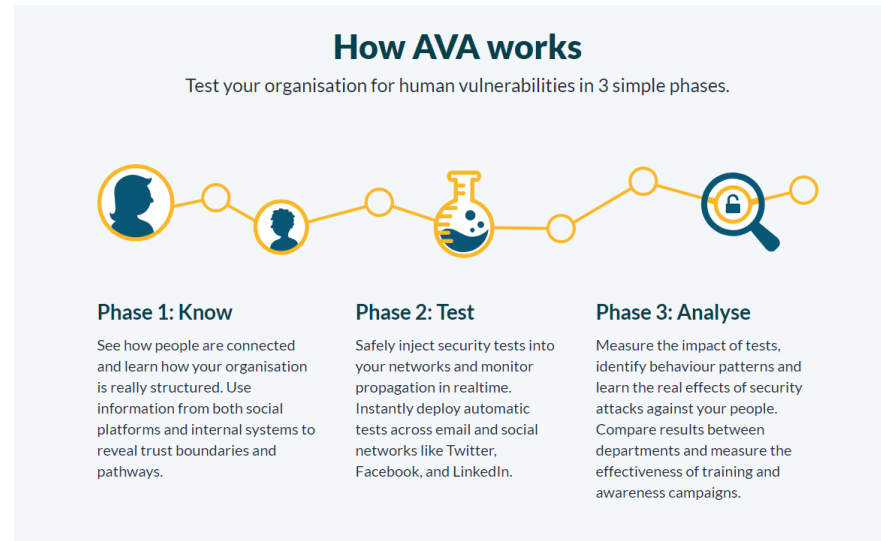 How AVA works
Test your organisation for human vulnerabilities in 3 simple phases.
Phase 1: Know
See how people are connected
and learn how your organisation
is really structured. Use
information from both social
platforms and internal systems to
reveal trust boundaries and
pathways.
Phase 2: Test
Safely inject security tests into
your networks and monitor
propagation in realtime.
Instantly deploy automatic
tests across email and social
networks like Twitter,
Facebook, and LinkedIn.
Phase 3: Analyse
Measure the impact of tests,
identify behaviour patterns and
learn the real effects of security
attacks against your people.
Compare results between
departments and measure the
effectiveness of training and
awareness campaigns.